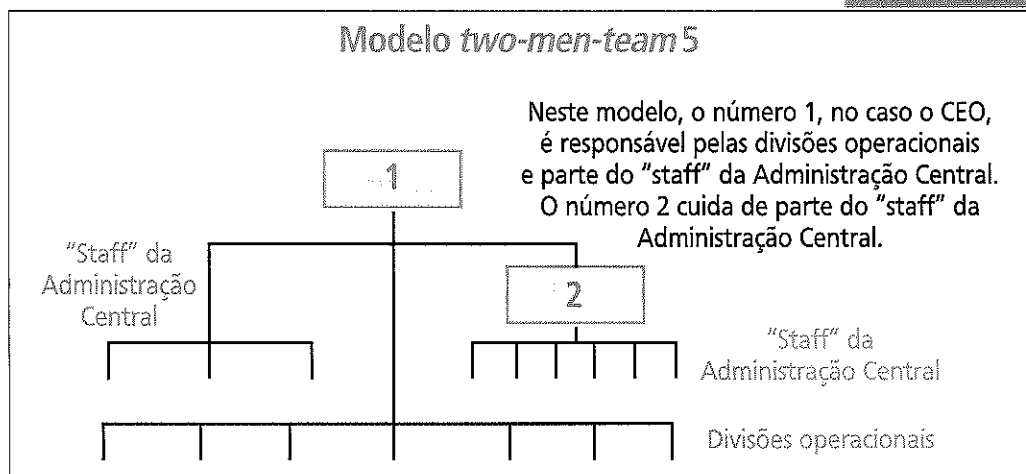 Modelo two-men-team 5
Neste modelo, o número 1, no caso o CEO,
é responsável pelas divisões operacionais
e parte do "staff" da Administração Central.
O número 2 cuida de parte do "staff" da
Administração Central.
1
"Staff" da
Administração
Central
2
"Staff" da
Administração Central
Divisões operacionais